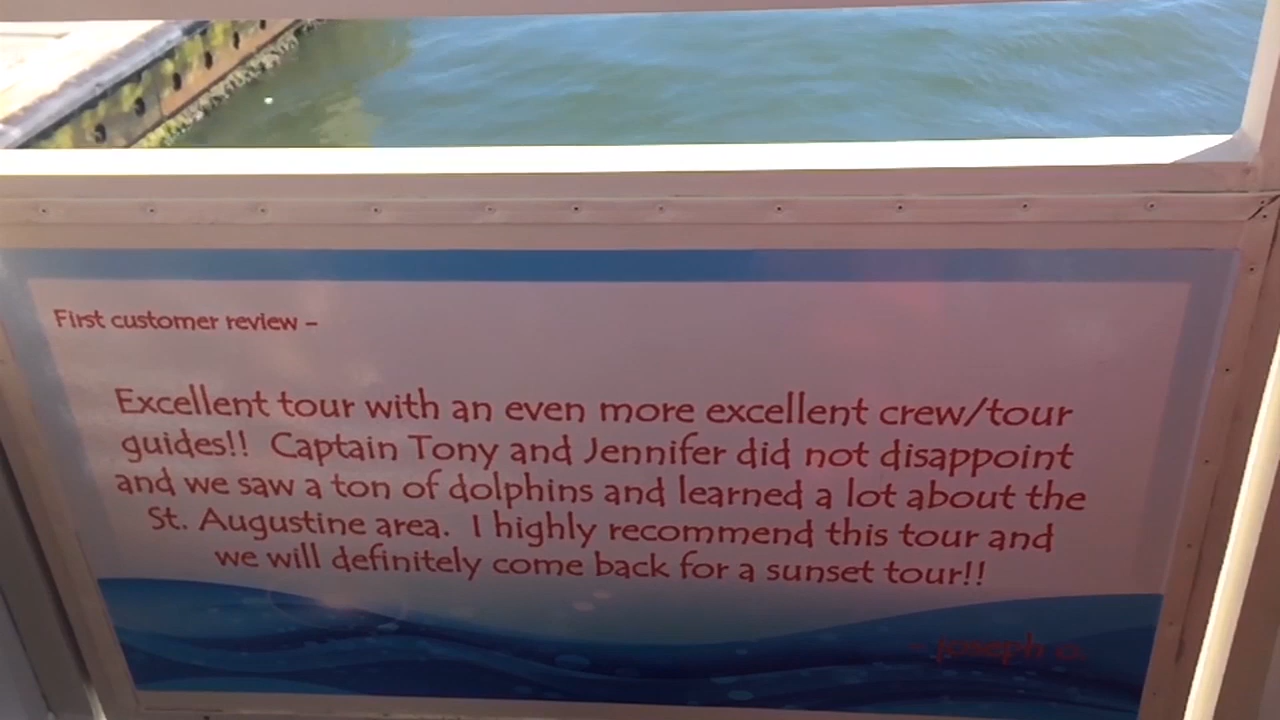 First customer review –
Excellent tour with an even more excellent crew/tour
guides!! Captain Tony and Jennifer did not disappoint
and we saw a ton of dolphins and learned a lot about the
St. Augustine area. I highly recommend this tour and
we will definitely come back for a sunset tour!!
- Joseph